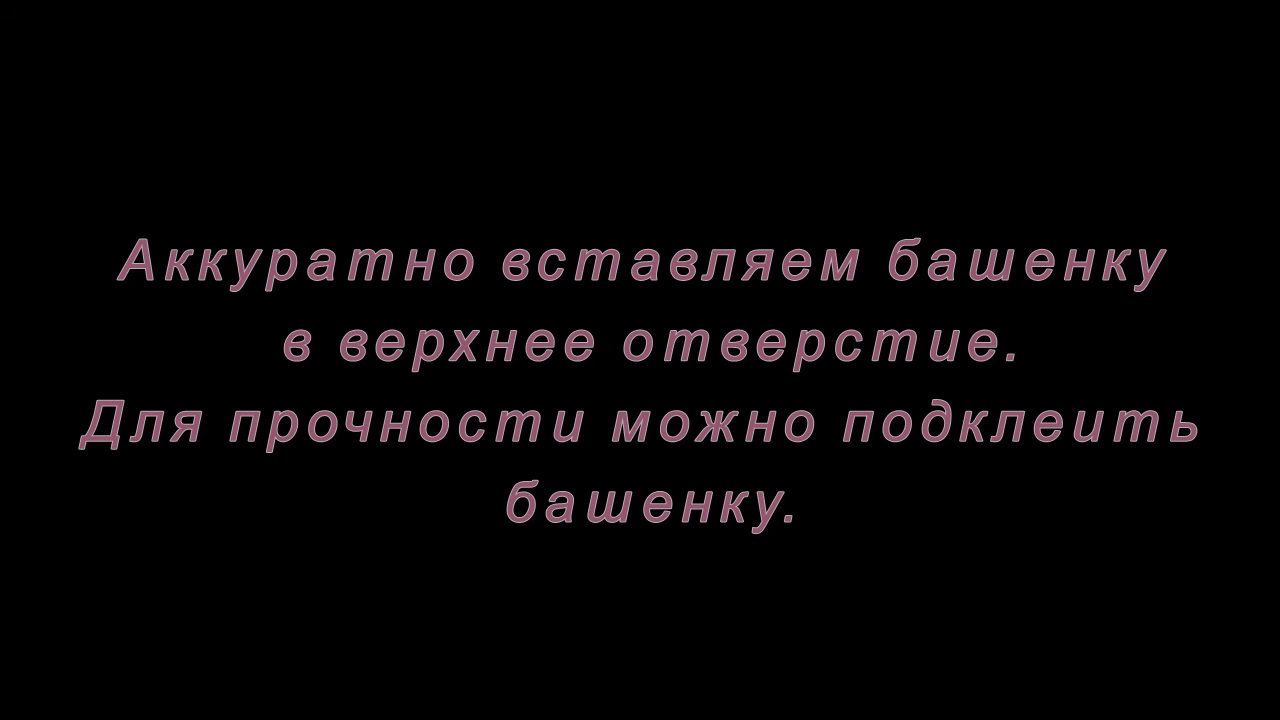 Аккуратно вставляем башенку
в верхнее отверстие.
Для прочности можно подклеить
башенку.